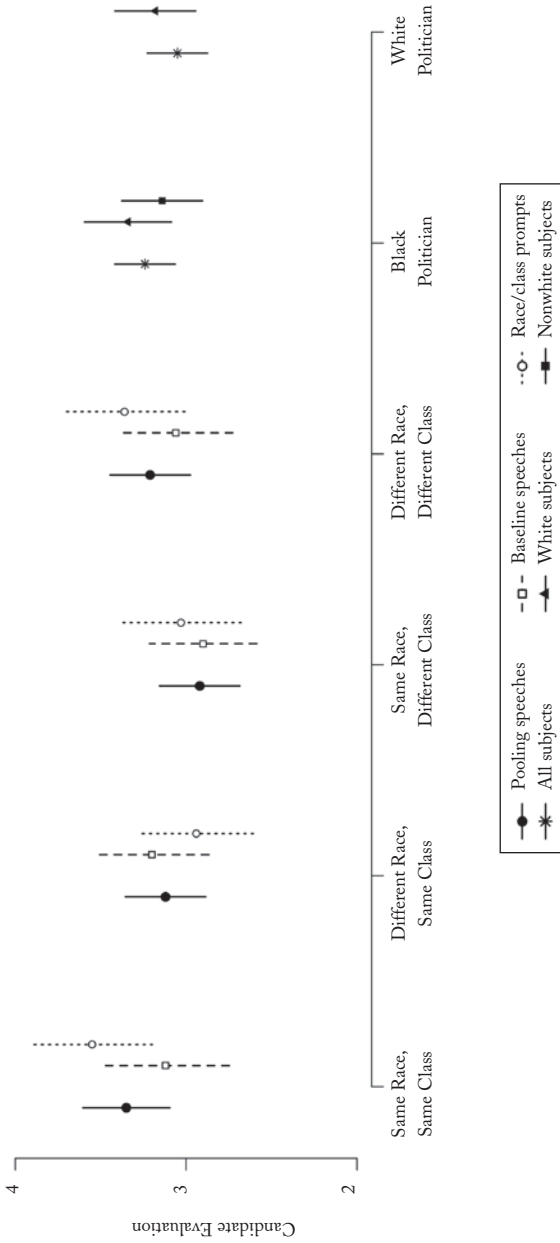 Candidate Evaluation
4
3
2
Same Race,
Same Class
Different Race,
Same Class
Same Race,
Different Class
Different Race,
Different Class
Black
Politician
White
Politician
Pooling speeches
Baseline speeches
Race/class prompts
All subjects
White subjects
Nonwhite subjects